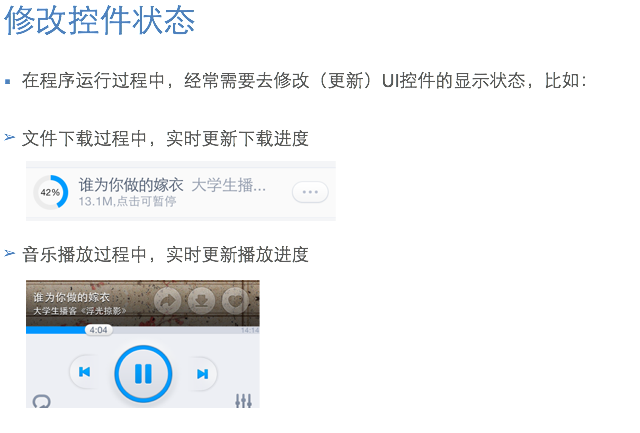 修改控件状态
在程序运行过程中，经常需要去修改（更新）UI控件的显示状态，比如：
文件下载过程中，实时更新下载进度
42%
谁为你做的嫁衣 大学生播...
13.1M,点击可暂停
音乐播放过程中，实时更新播放进度
谁为你做的嫁衣
大学生播客《浮光掠影》
4:04
14:14